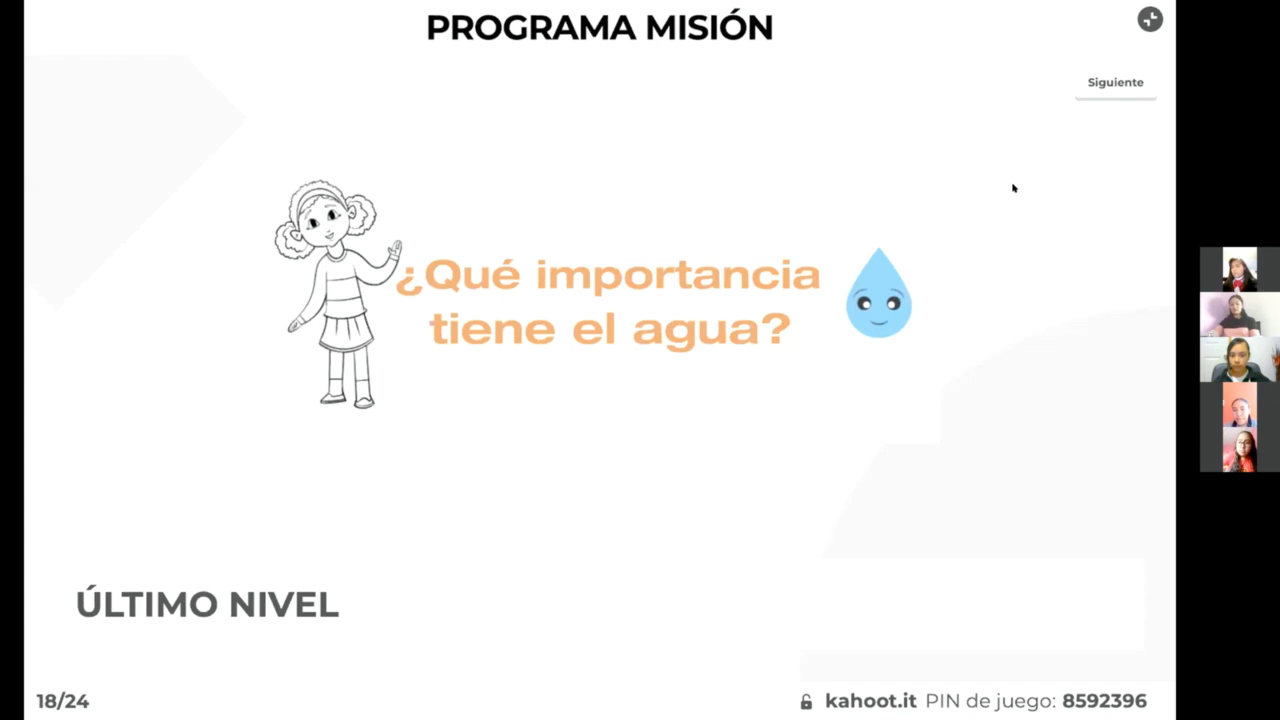 PROGRAMA MISIÓN
Siguiente
¿Qué importancia
tiene el agua?
ÚLTIMO NIVEL
18/24
kahoot.it PIN de juego: 8592396